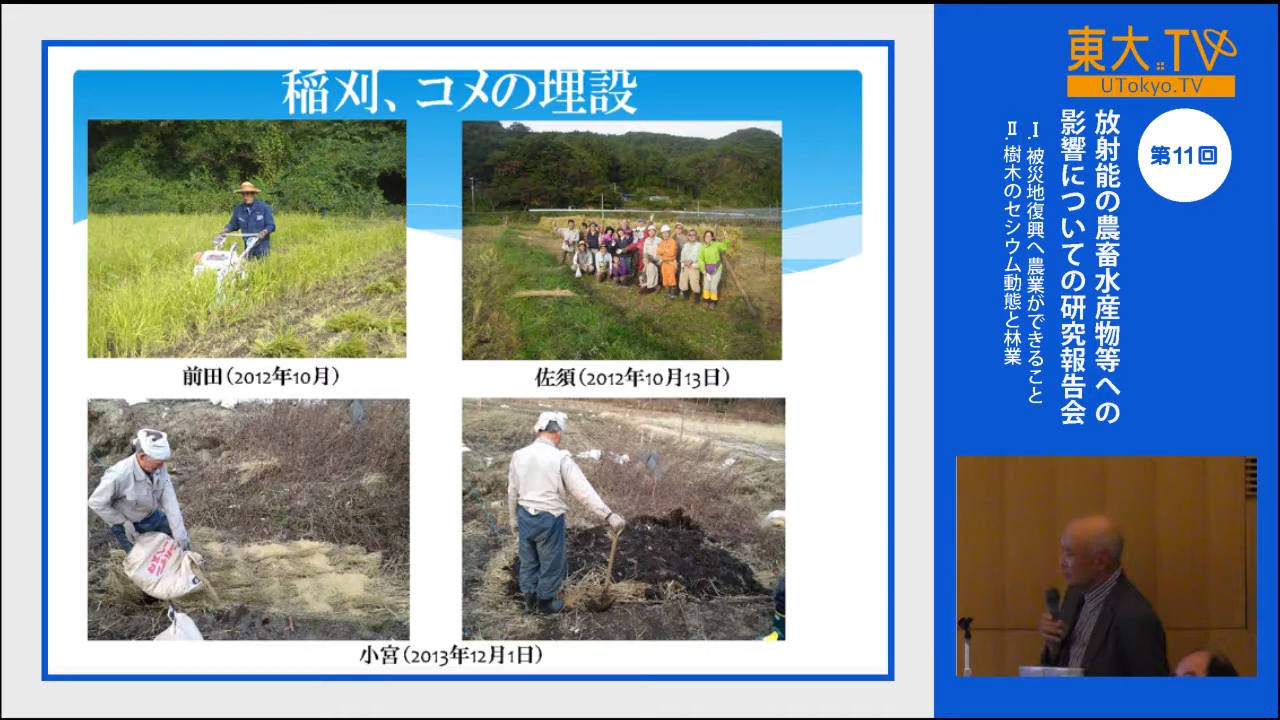 稲刈、コメの埋設
前田(2012年10月)
佐須(2012年10月13日)
小宮(2013年12月1日)
東大.TV
UTokyo.TV
第11回
放射能の農畜水産物等への
影響についての研究報告会
Ⅰ.被災地復興へ農業ができること
Ⅱ.樹木のセシウム動態と林業